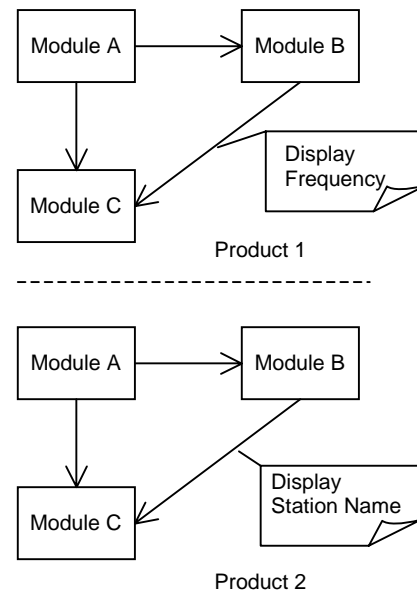 Module A
Module B
Display
Frequency
Module C
Product 1
Module A
Module B
Display
Station Name
Module C
Product 2